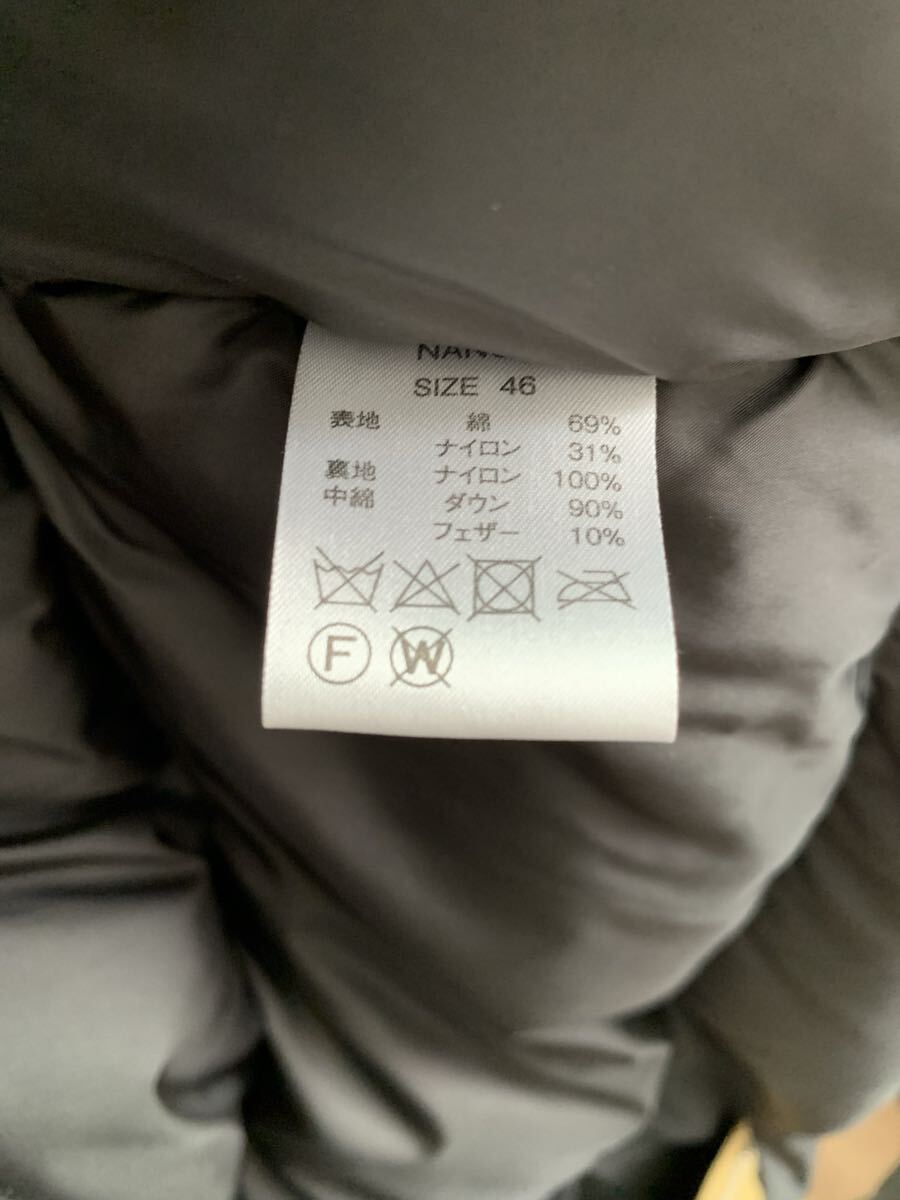 SIZE 46
表地 綿 69%
ナイロン 31%
裏地 ナイロン 100%
中綿 ダウン 90%
フェザー 10%
F W